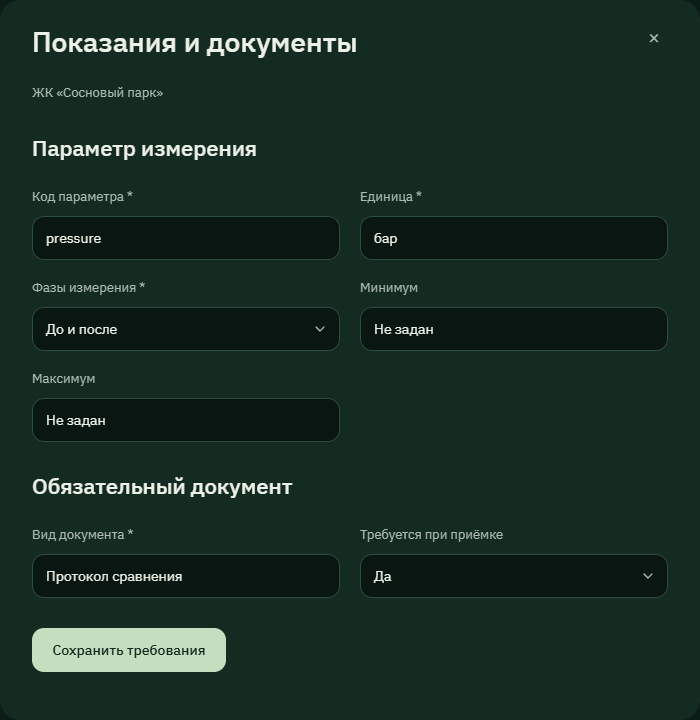 Показания и документы
×
ЖК «Сосновый парк»
Параметр измерения
Код параметра *
Единица *
pressure
бар
Фазы измерения *
Минимум
До и после
Не задан
Максимум
Не задан
Обязательный документ
Вид документа *
Требуется при приёмке
Протокол сравнения
Да
Сохранить требования